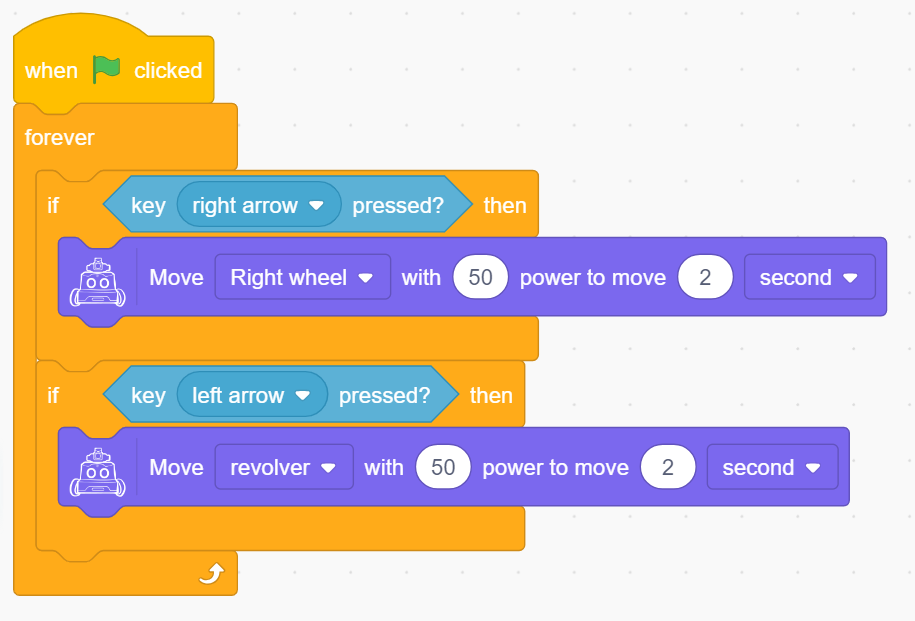 when clicked
forever
if key right arrow pressed? then
Move Right wheel with 50 power to move 2 second
if key left arrow pressed? then
Move revolver with 50 power to move 2 second